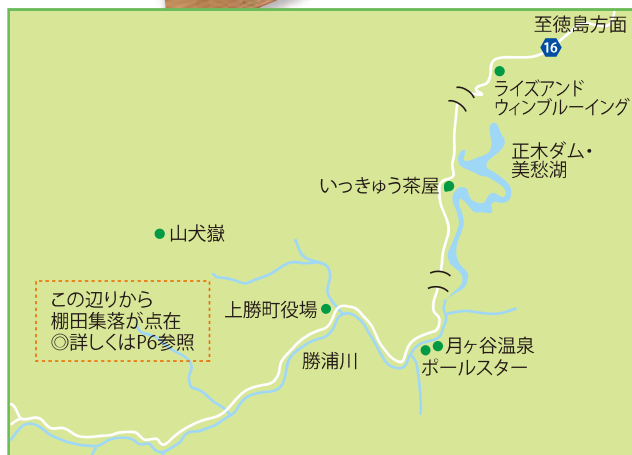 至徳島方面
16
ライズアンド
ウィンブルーイング
正木ダム・
美愁湖
いっきゅう茶屋
山犬嶽
この辺りから
棚田集落が点在
◎詳しくはP6参照
上勝町役場
勝浦川
月ヶ谷温泉
ポールスター